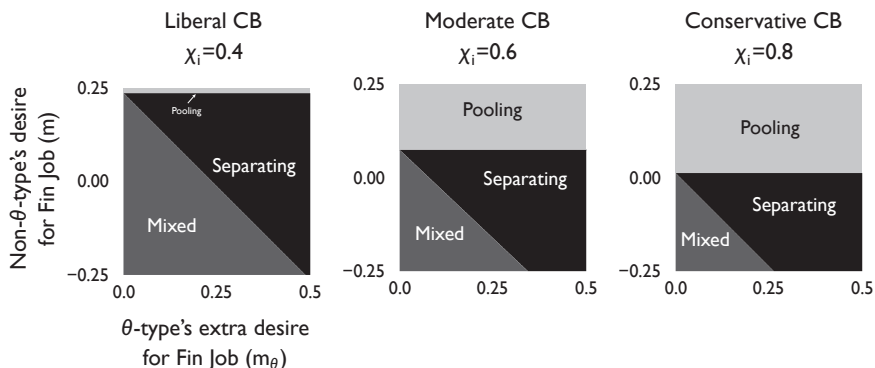 Liberal CB
χi=0.4
Moderate CB
χi=0.6
Conservative CB
χi=0.8
Non-θ-type's desire
for Fin Job (m)
0.25
0.00
−0.25
Pooling
Separating
Mixed
0.0 0.25 0.5
0.25
0.00
−0.25
Pooling
Separating
Mixed
0.0 0.25 0.5
0.25
0.00
−0.25
Pooling
Separating
Mixed
0.0 0.25 0.5
θ-type's extra desire
for Fin Job (mθ)